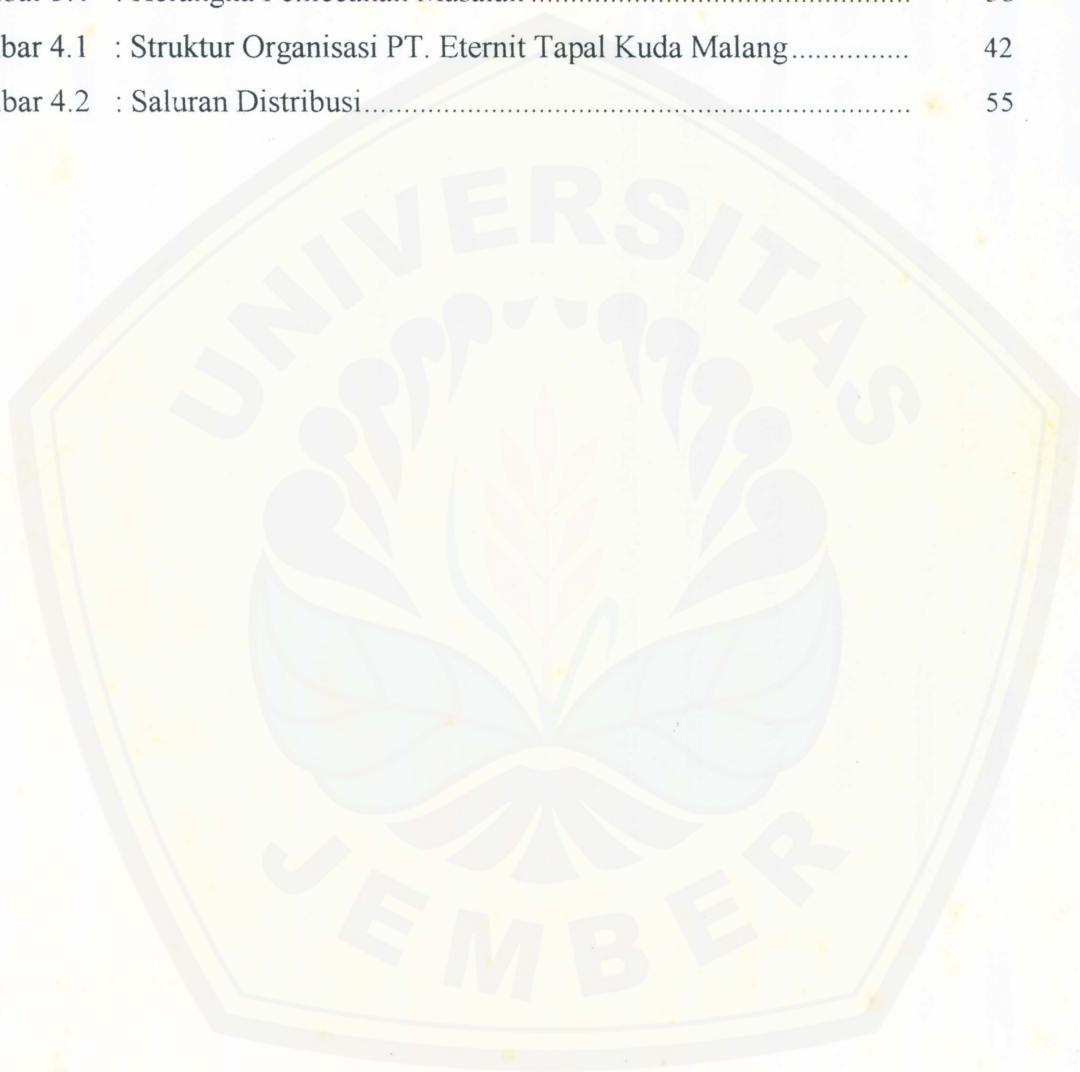 bar 4.1 : Struktur Organisasi PT. Eternit Tapal Kuda Malang.............. 42
bar 4.2 : Saluran Distribusi....................................................................... 55
UNIVERSITAS
JEMBER